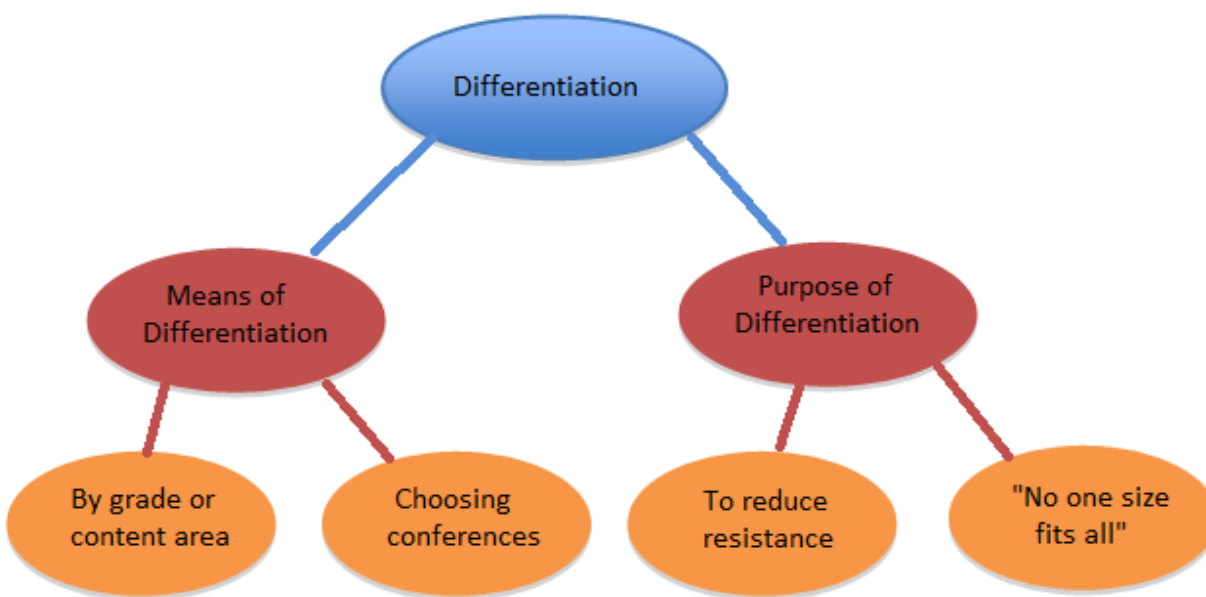 Differentiation
Means of
Differentiation
Purpose of
Differentiation
By grade or
content area
Choosing
conferences
To reduce
resistance
"No one size
fits all"